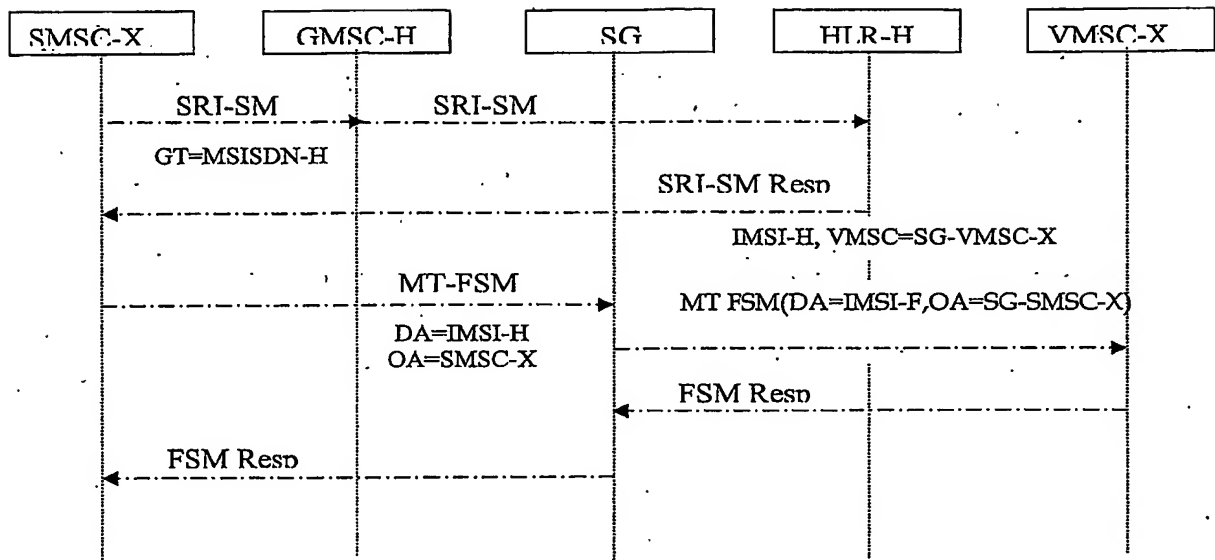 SMSC-X GMSC-H SG HLR-H VMSC-X
SRI-SM SRI-SM
GT=MSISDN-H
SRI-SM Resp
IMSI-H, VMSC=SG-VMSC-X
MT-FSM
MT FSM(DA=IMSI-F,OA=SG-SMSC-X)
DA=IMSI-H
OA=SMSC-X
FSM Resp
FSM Resp